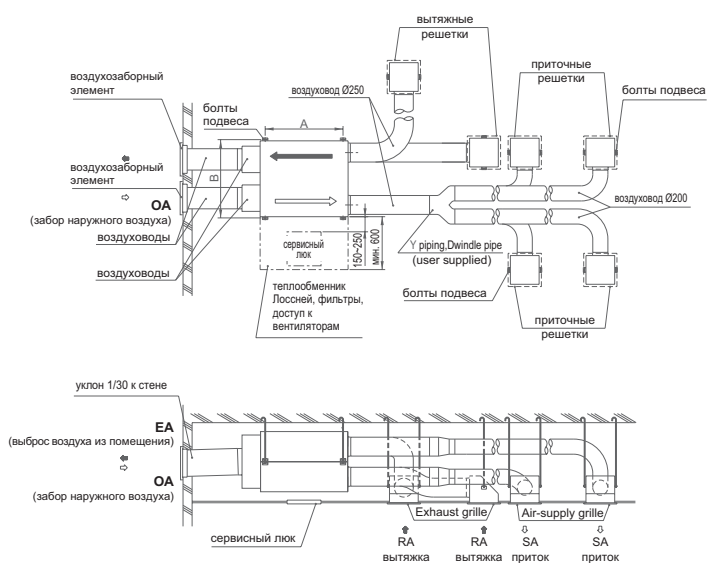 вытяжные
решетки
приточные
решетки
воздухозаборный
элемент
болты
подвеса
воздуховод Ø250
болты подвеса
A
B
воздухозаборный
элемент
OA
(забор наружного воздуха)
воздуховоды
воздуховоды
воздуховод Ø200
сервисный
люк
150~250
мин. 600
Y piping,Dwindle pipe
(user supplied)
болты подвеса
теплообменник
Лоссней, фильтры,
доступ к
вентиляторам
приточные
решетки
уклон 1/30 к стене
EA
(выброс воздуха из помещения)
OA
(забор наружного воздуха)
сервисный люк
Exhaust grille
Air-supply grille
RA
вытяжка
RA
вытяжка
SA
приток
SA
приток